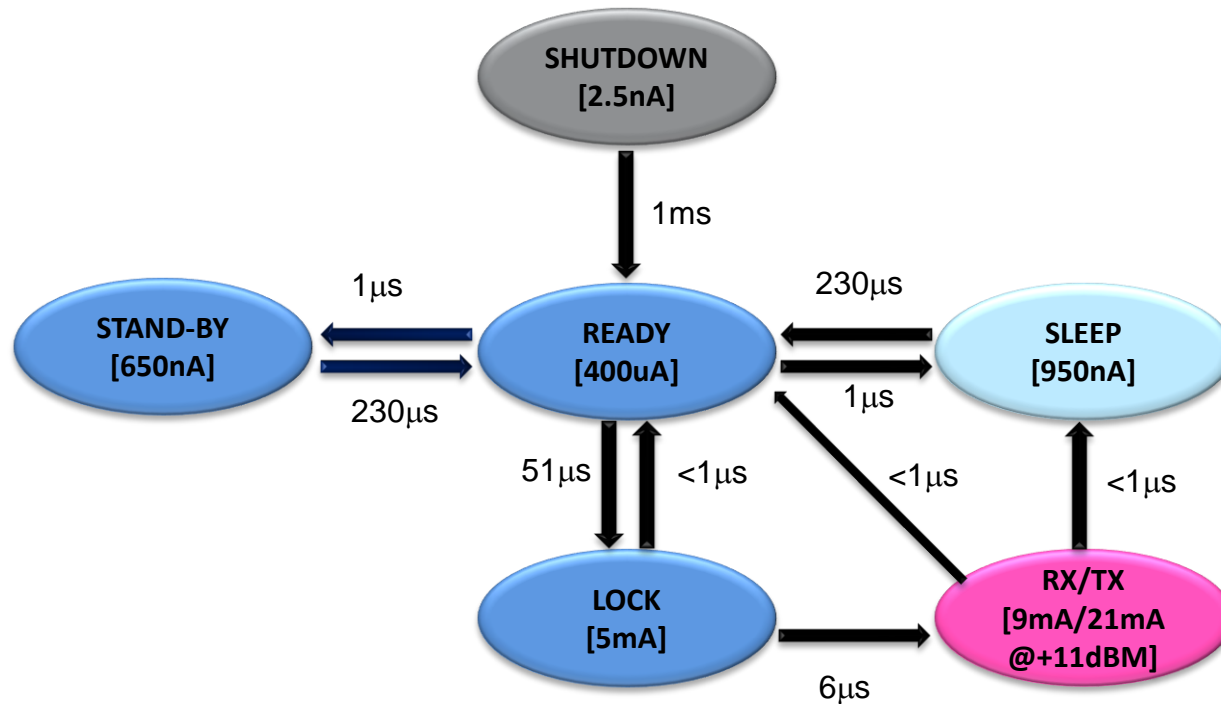 SHUTDOWN
[2.5nA]
1ms
1μs
230μs
STAND-BY
[650nA]
READY
[400uA]
SLEEP
[950nA]
230μs
1μs
51μs
<1μs
<1μs
<1μs
LOCK
[5mA]
RX/TX
[9mA/21mA
@+11dBM]
6μs